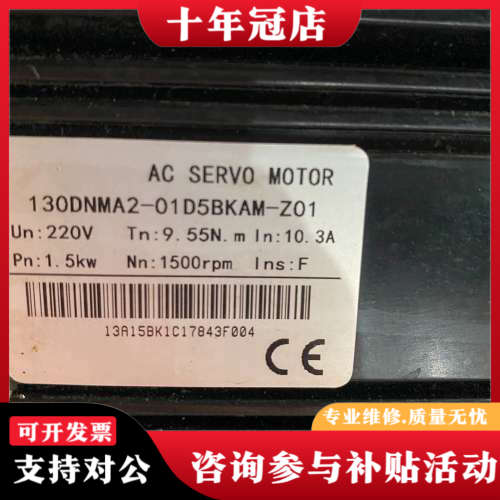 十年冠店
AC SERVO MOTOR
130DNMA2-01D5BKAM-Z01
Un:220V Tn:9.55N.m In:10.3A
Pn:1.5kw Nn:1500rpm Ins:F
13A15BK1C17843F004
CE
专业维修.质量无忧
可开发票
支持对公
咨询参与补贴活动